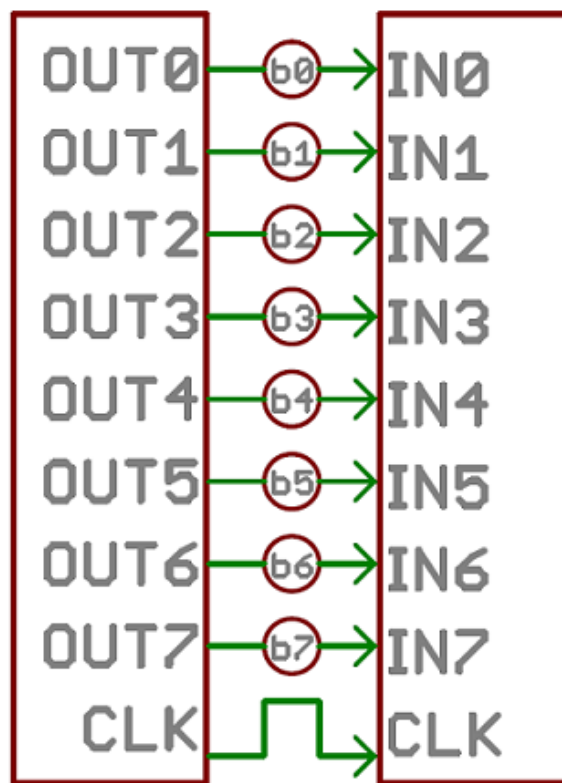 OUT0 b0 IN0
OUT1 b1 IN1
OUT2 b2 IN2
OUT3 b3 IN3
OUT4 b4 IN4
OUT5 b5 IN5
OUT6 b6 IN6
OUT7 b7 IN7
CLK CLK